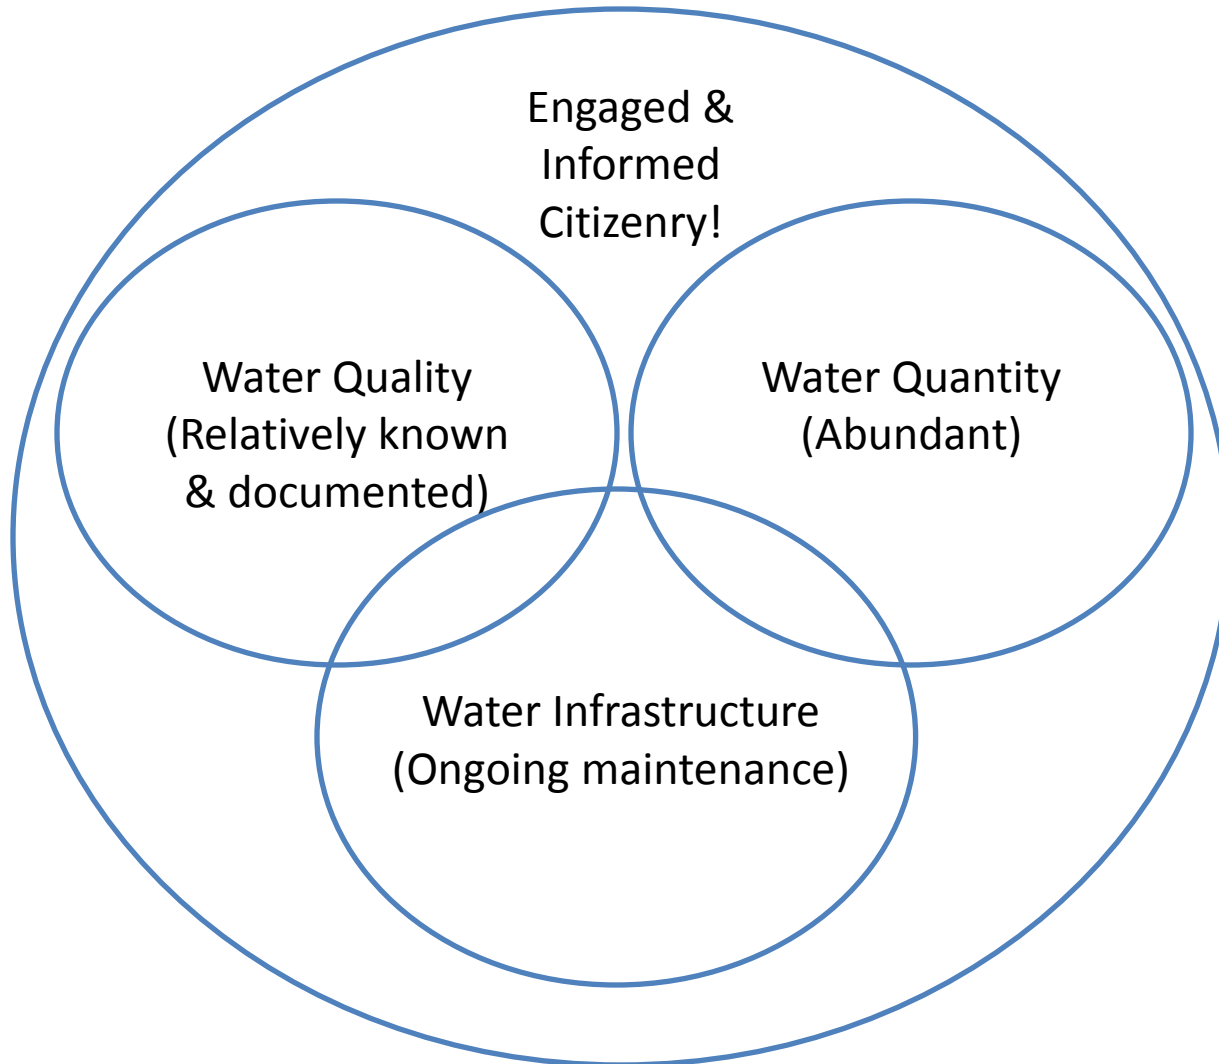 Engaged &
Informed
Citizenry!
Water Quality
(Relatively known
& documented)
Water Quantity
(Abundant)
Water Infrastructure
(Ongoing maintenance)